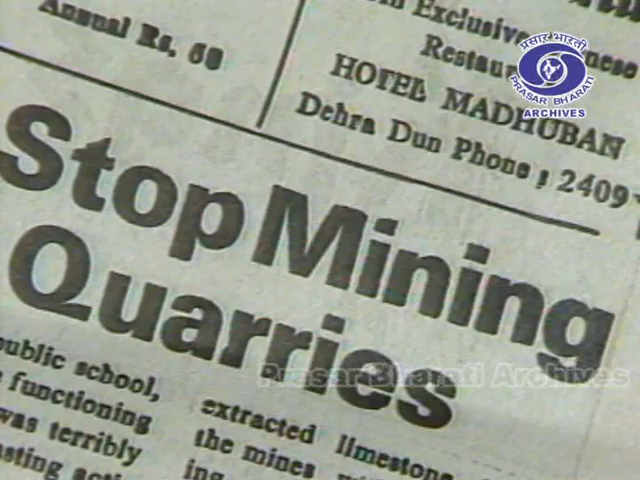 Annual Rs. 60
Exclusive
HOTEL MADHUBAN
Dehra Dun Phone : 2409
Stop Mining
Quarries
public school,
functioning
was terribly
extracted limestone
the mines
प्रसार भारती
PRASAR BHARATI
ARCHIVES
PrasarBharati Archives